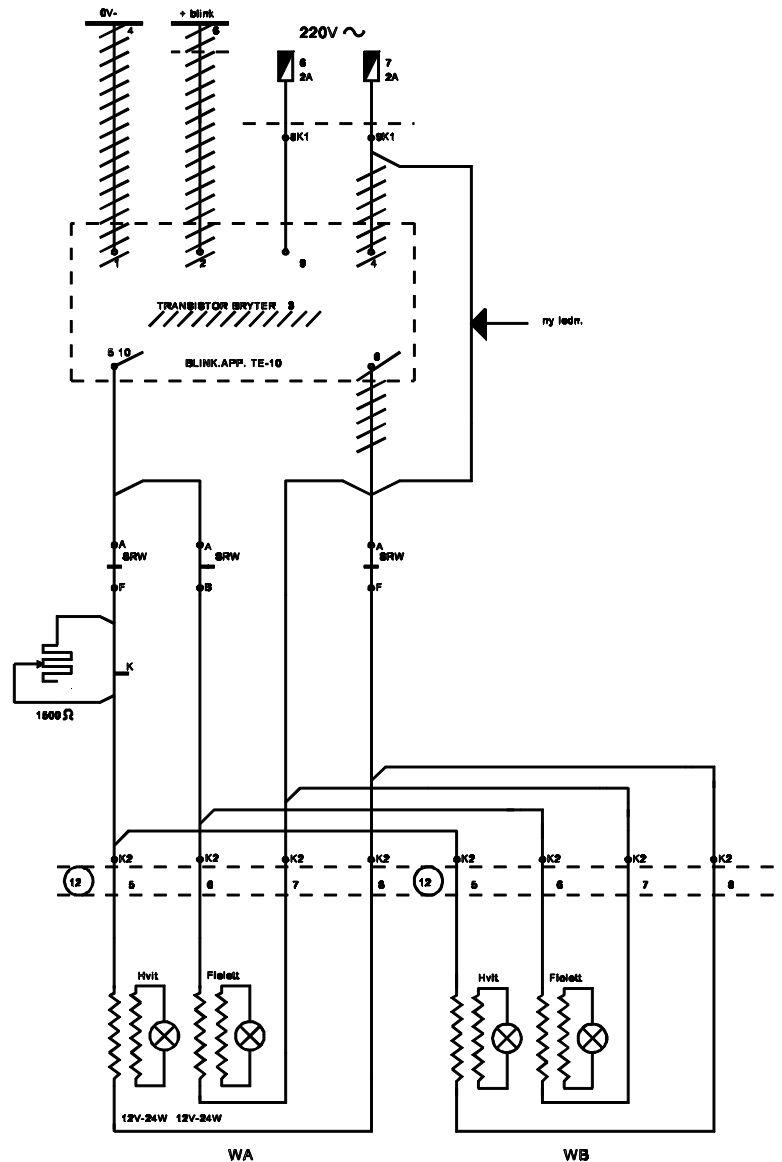 0V-
+ blink
4
6
220V ~
6
2A
7
2A
SK1
SK1
1
2
9
4
TRANSISTOR BRYTER 3
ny ledn.
5 10
8
BLINK.APP. TE-10
A
SRW
F
A
SRW
B
A
SRW
F
K
1500Ω
K2
K2
K2
K2
K2
K2
K2
K2
12
5
6
7
8
12
5
6
7
8
Hvit
Fiolett
Hvit
Fiolett
12V-24W
12V-24W
WA
WB